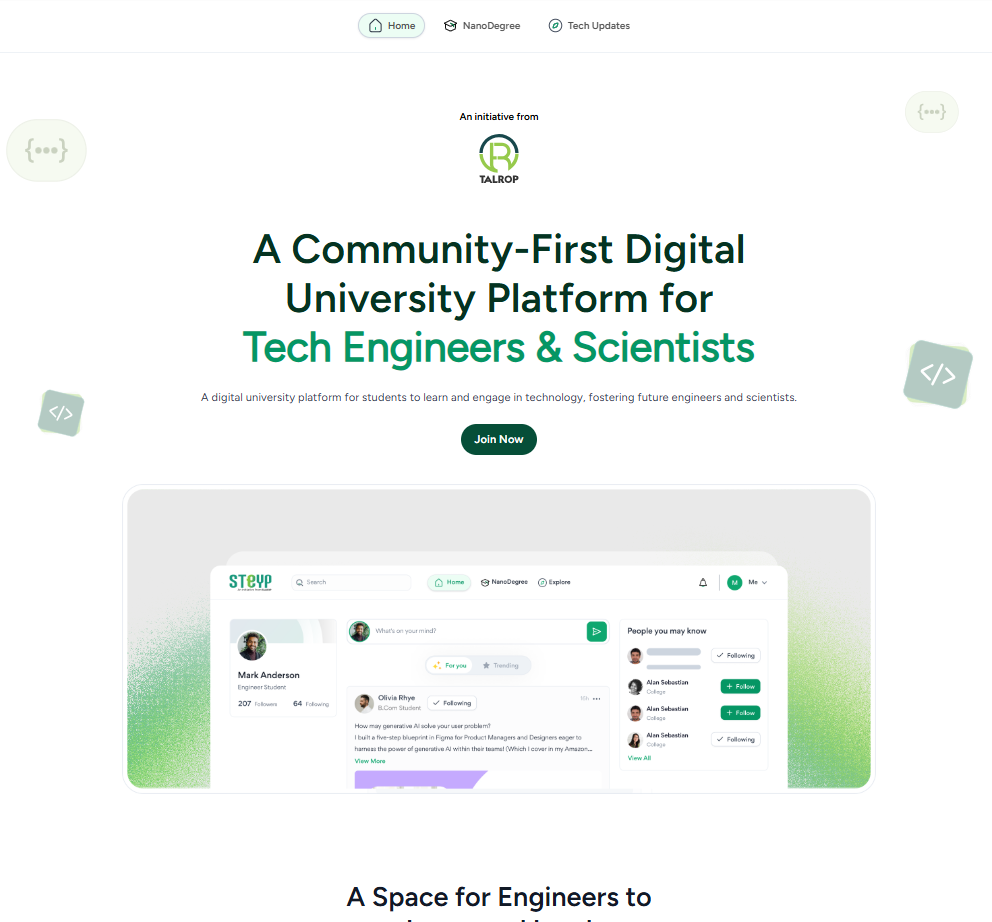 Home NanoDegree Tech Updates
An initiative from
TALROP
{•••}
{•••}
A Community-First Digital
University Platform for
Tech Engineers & Scientists
</>
</>
A digital university platform for students to learn and engage in technology, fostering future engineers and scientists.
Join Now
STEYP
Search
Home NanoDegree Explore
M Me
Mark Anderson
Engineer Student
207 Followers 64 Following
What's on your mind?
For you Trending
Olivia Rhye
B.Com Student
Following
How may generative AI solve your user problem?
I built a five-step blueprint in Figma for Product Managers and Designers eager to
harness the power of generative AI within their teams! (Which I cover in my Amazon...
View More
People you may know
Following
Alan Sebastian
College
+ Follow
Alan Sebastian
College
+ Follow
Alan Sebastian
College
Following
View All
A Space for Engineers to